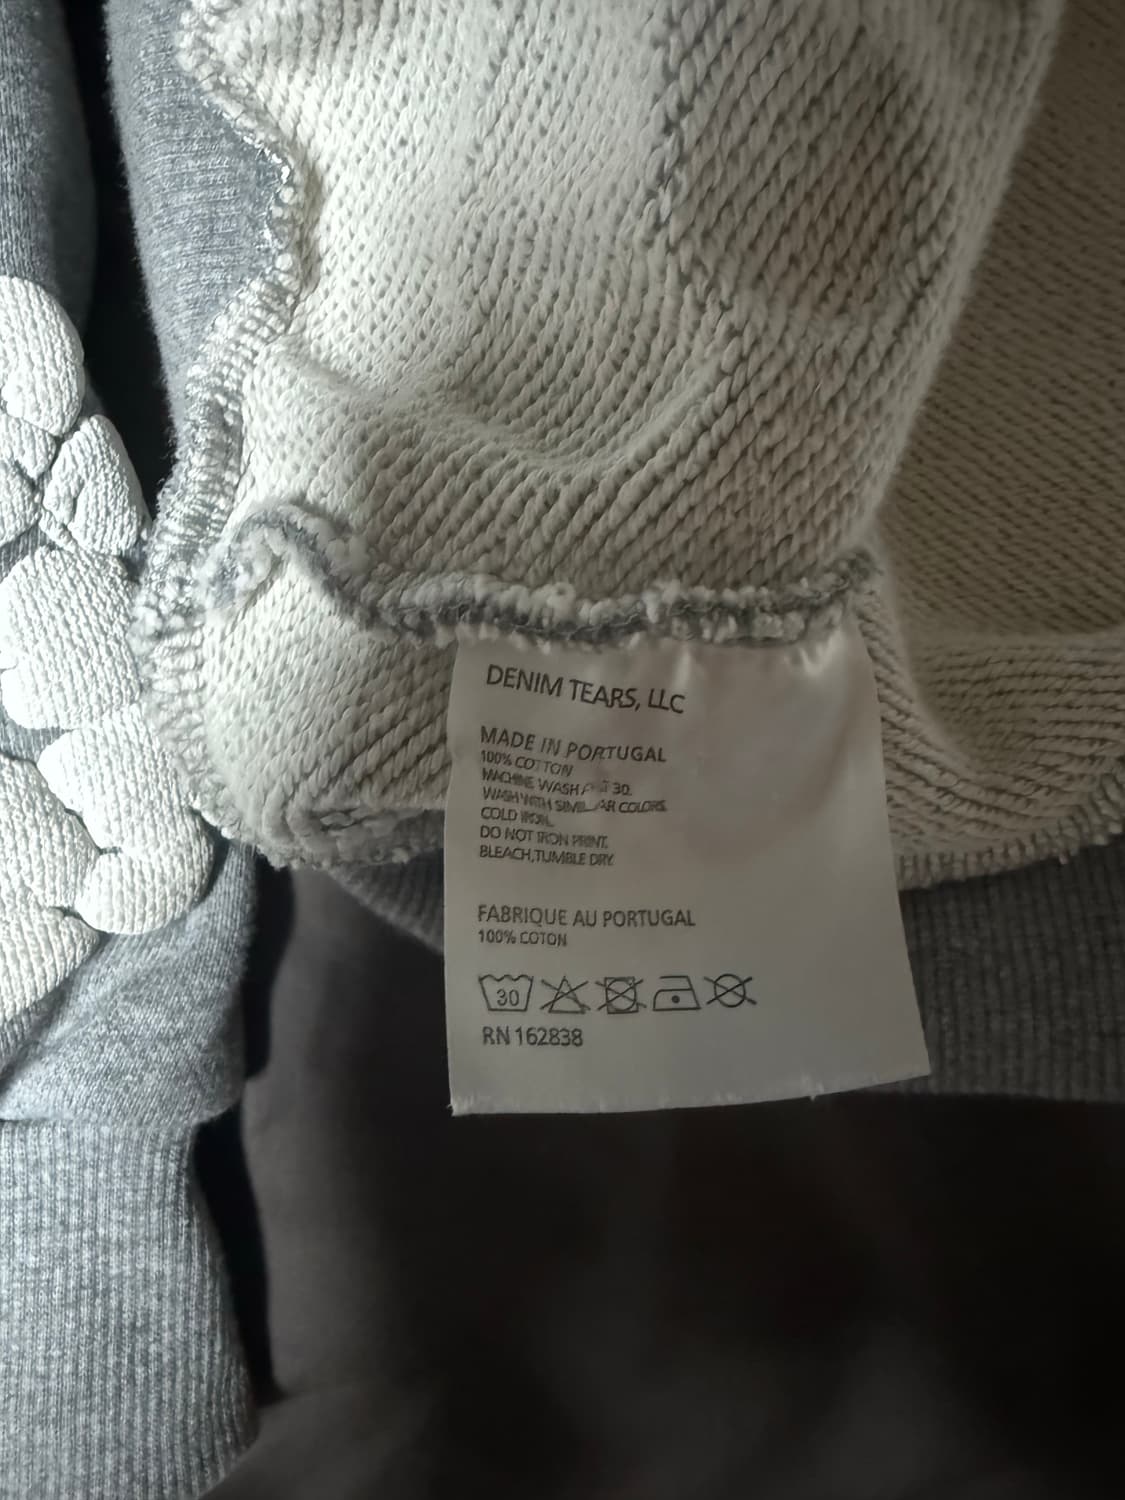 DENIM TEARS, LLC
MADE IN PORTUGAL
100% COTTON
MACHINE WASH AT 30.
WASH WITH SIMILAR COLORS.
COLD IRON.
DO NOT IRON PRINT.
BLEACH,TUMBLE DRY.
FABRIQUE AU PORTUGAL
100% COTON
30
RN 162838